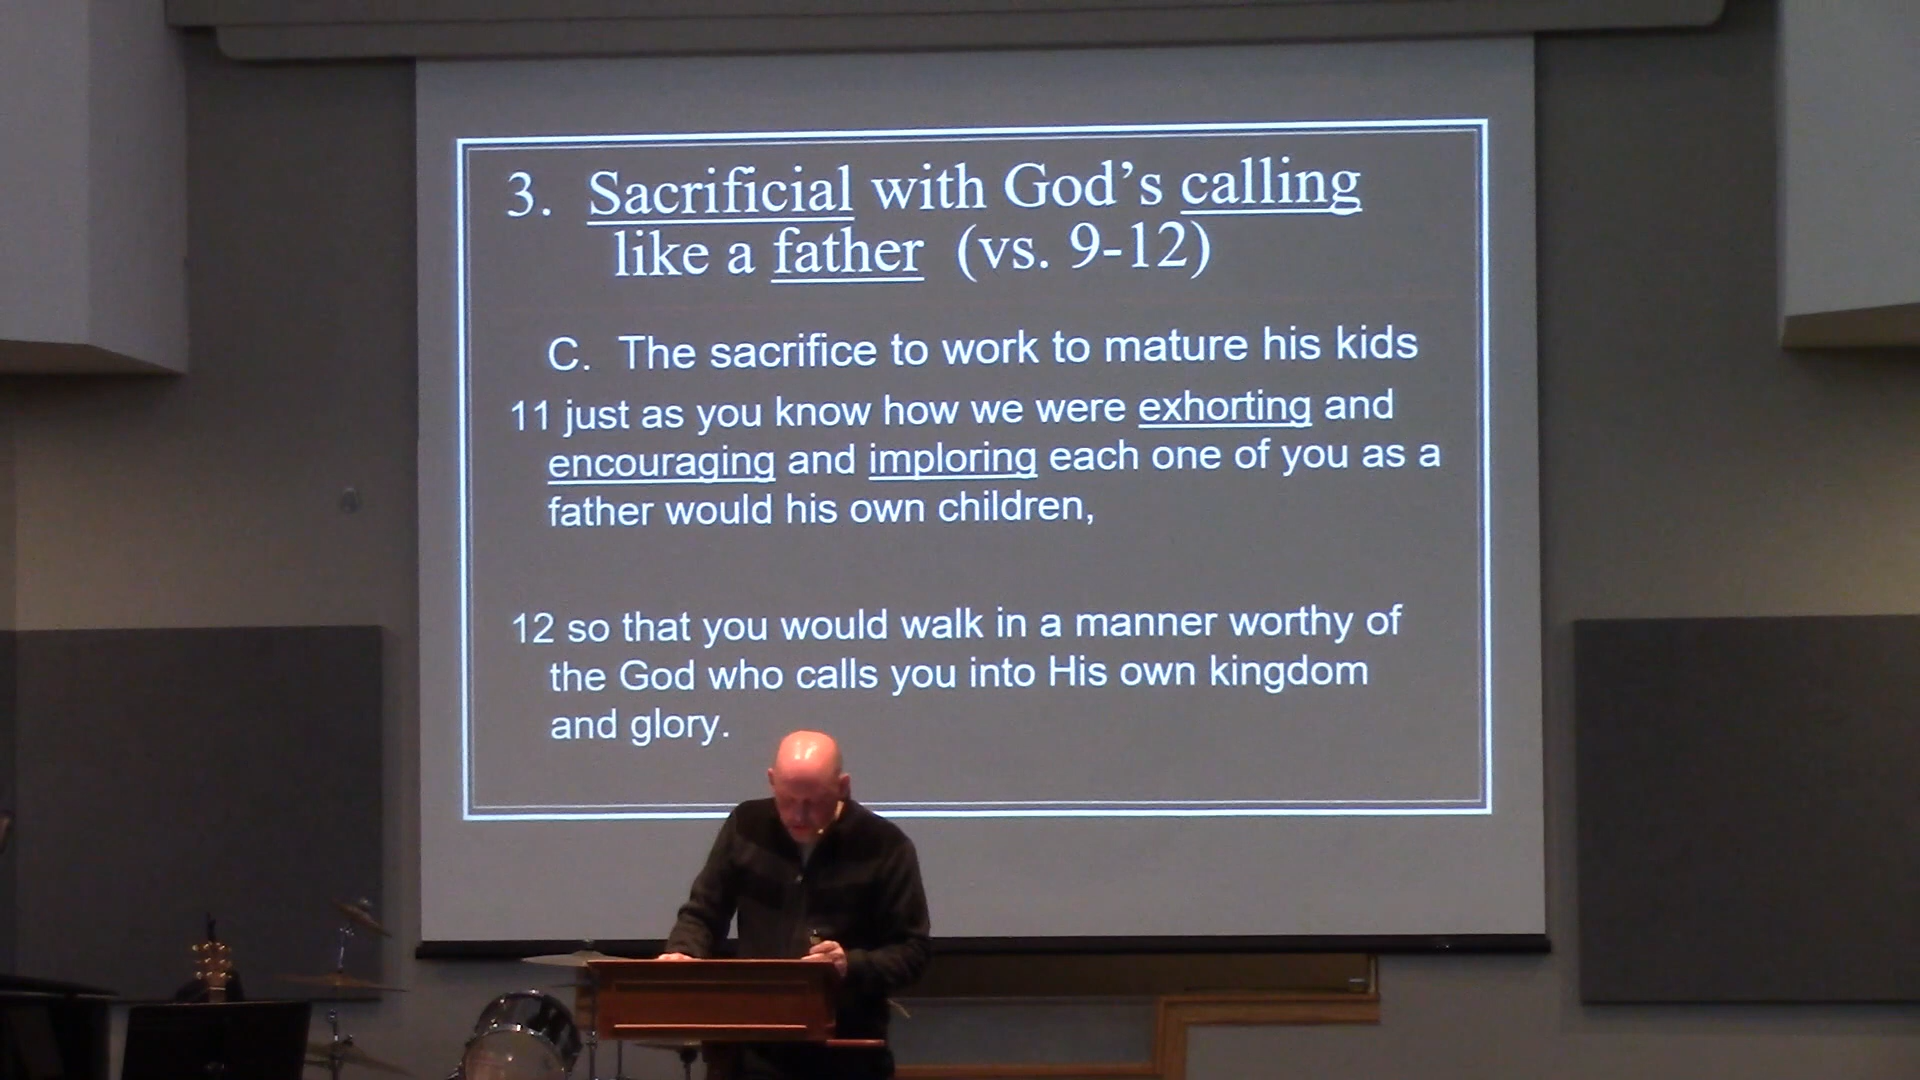 3. Sacrificial with God’s calling
like a father (vs. 9-12)
C. The sacrifice to work to mature his kids
11 just as you know how we were exhorting and
encouraging and imploring each one of you as a
father would his own children,
12 so that you would walk in a manner worthy of
the God who calls you into His own kingdom
and glory.